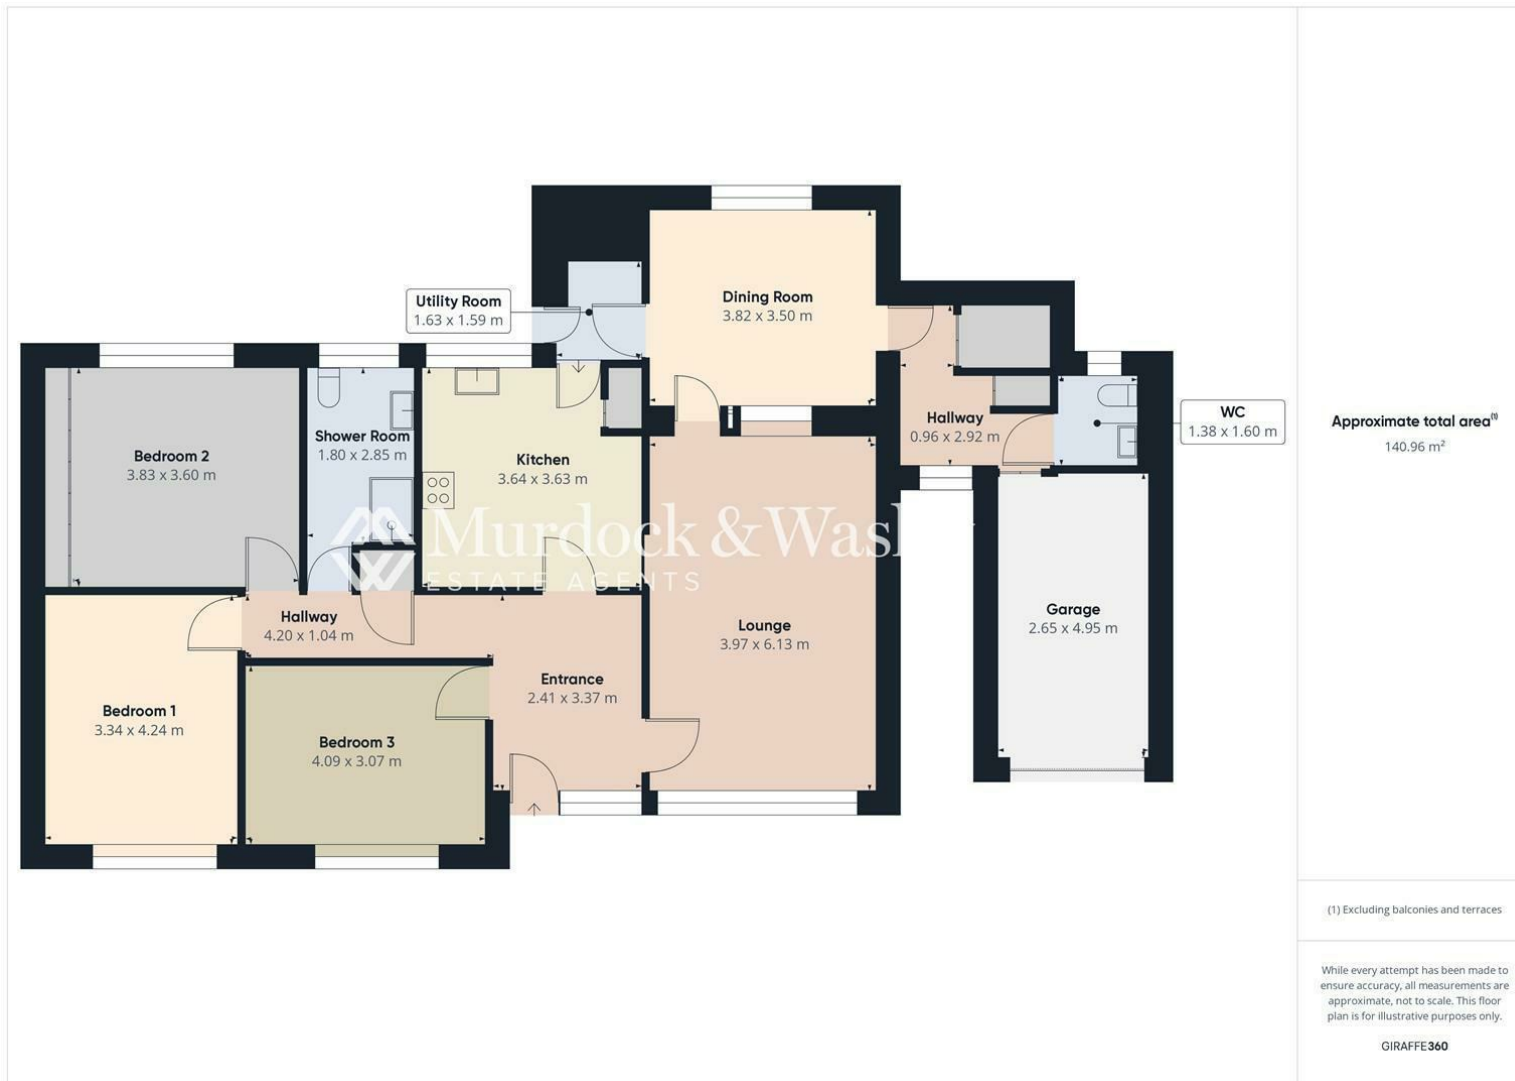 Dining Room
3.82 x 3.50 m
Utility Room
1.63 x 1.59 m
Hallway
0.96 x 2.92 m
WC
1.38 x 1.60 m
Bedroom 2
3.83 x 3.60 m
Shower Room
1.80 x 2.85 m
Kitchen
3.64 x 3.63 m
Murdock & Was
ESTATE AGENTS
Hallway
4.20 x 1.04 m
Lounge
3.97 x 6.13 m
Garage
2.65 x 4.95 m
Entrance
2.41 x 3.37 m
Bedroom 1
3.34 x 4.24 m
Bedroom 3
4.09 x 3.07 m
Approximate total area(1)
140.96 m²
(1) Excluding balconies and terraces
While every attempt has been made to
ensure accuracy, all measurements are
approximate, not to scale. This floor
plan is for illustrative purposes only.
GIRAFFE360